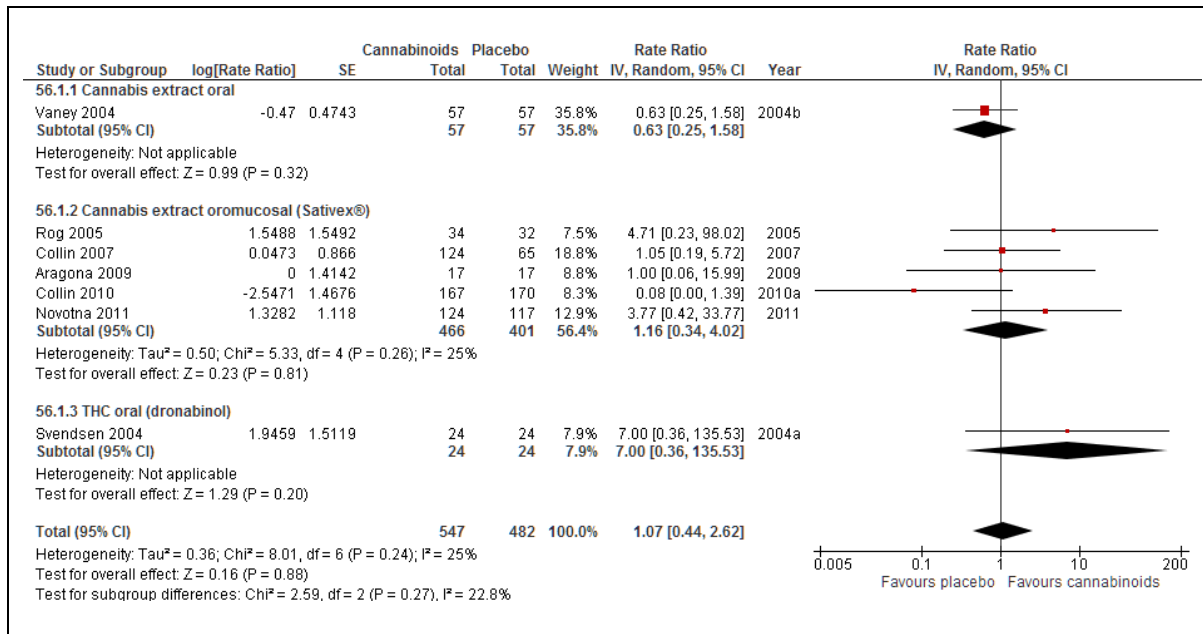 Cannabinoids Placebo Rate Ratio Rate Ratio
Study or Subgroup log[Rate Ratio] SE Total Total Weight IV, Random, 95% CI Year IV, Random, 95% CI
56.1.1 Cannabis extract oral
Vaney 2004 -0.47 0.4743 57 57 35.8% 0.63 [0.25, 1.58] 2004b
Subtotal (95% CI) 57 57 35.8% 0.63 [0.25, 1.58]
Heterogeneity: Not applicable
Test for overall effect: Z = 0.99 (P = 0.32)
56.1.2 Cannabis extract oromucosal (Sativex®)
Rog 2005 1.5488 1.5492 34 32 7.5% 4.71 [0.23, 98.02] 2005
Collin 2007 0.0473 0.866 124 65 18.8% 1.05 [0.19, 5.72] 2007
Aragona 2009 0 1.4142 17 17 8.8% 1.00 [0.06, 15.99] 2009
Collin 2010 -2.5471 1.4676 167 170 8.3% 0.08 [0.00, 1.39] 2010a
Novotna 2011 1.3282 1.118 124 117 12.9% 3.77 [0.42, 33.77] 2011
Subtotal (95% CI) 466 401 56.4% 1.16 [0.34, 4.02]
Heterogeneity: Tau² = 0.50; Chi² = 5.33, df = 4 (P = 0.26); I² = 25%
Test for overall effect: Z = 0.23 (P = 0.81)
56.1.3 THC oral (dronabinol)
Svendsen 2004 1.9459 1.5119 24 24 7.9% 7.00 [0.36, 135.53] 2004a
Subtotal (95% CI) 24 24 7.9% 7.00 [0.36, 135.53]
Heterogeneity: Not applicable
Test for overall effect: Z = 1.29 (P = 0.20)
Total (95% CI) 547 482 100.0% 1.07 [0.44, 2.62]
Heterogeneity: Tau² = 0.36; Chi² = 8.01, df = 6 (P = 0.24); I² = 25%
Test for overall effect: Z = 0.16 (P = 0.88)
Test for subgroup differences: Chi² = 2.59, df = 2 (P = 0.27), I² = 22.8%
0.005 0.1 1 10 200
Favours placebo Favours cannabinoids